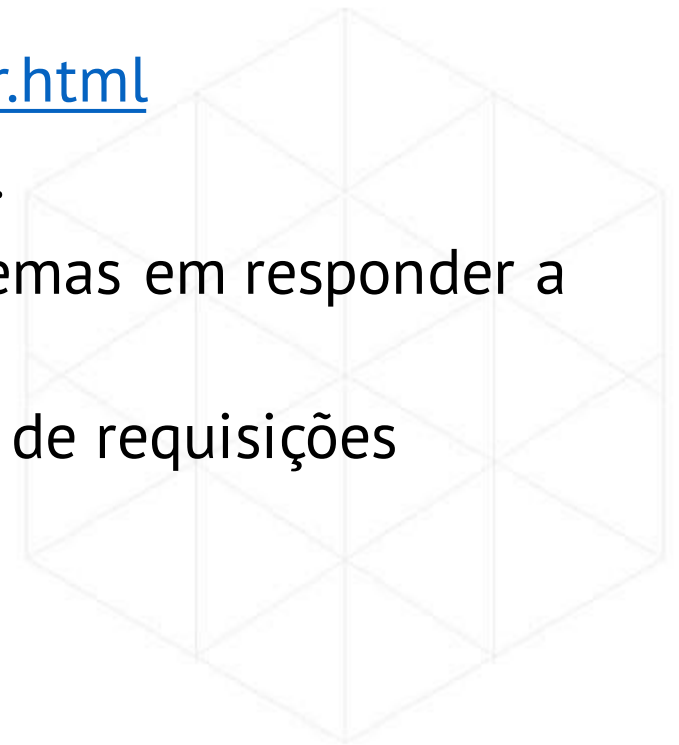 r.html
.
emas em responder a
de requisições